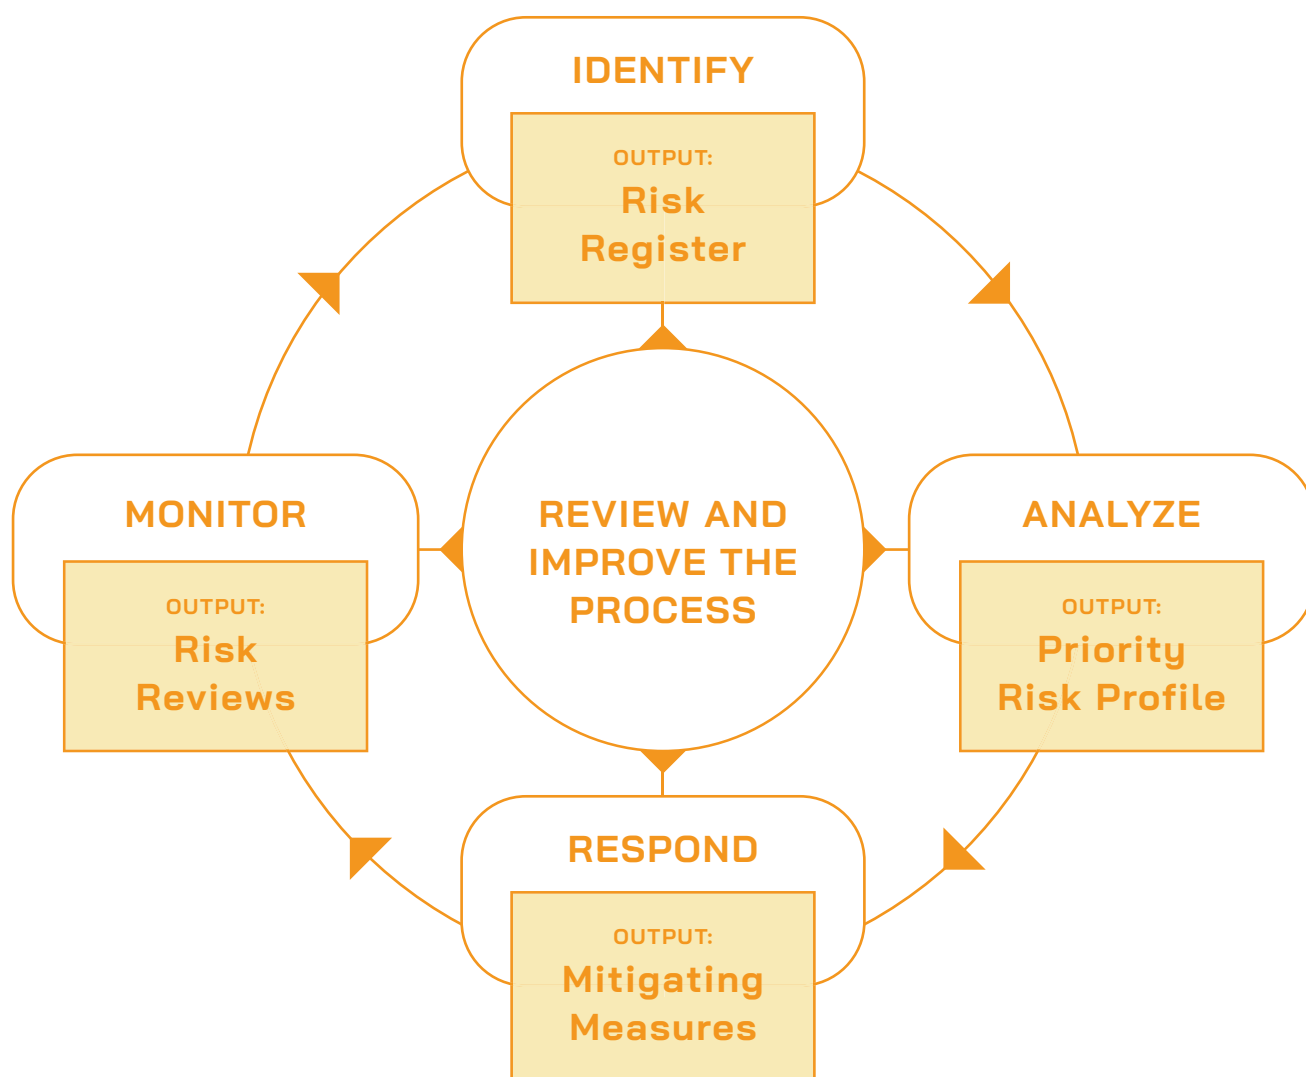 IDENTIFY
OUTPUT:
Risk
Register
MONITOR
OUTPUT:
Risk
Reviews
REVIEW AND
IMPROVE THE
PROCESS
ANALYZE
OUTPUT:
Priority
Risk Profile
RESPOND
OUTPUT:
Mitigating
Measures